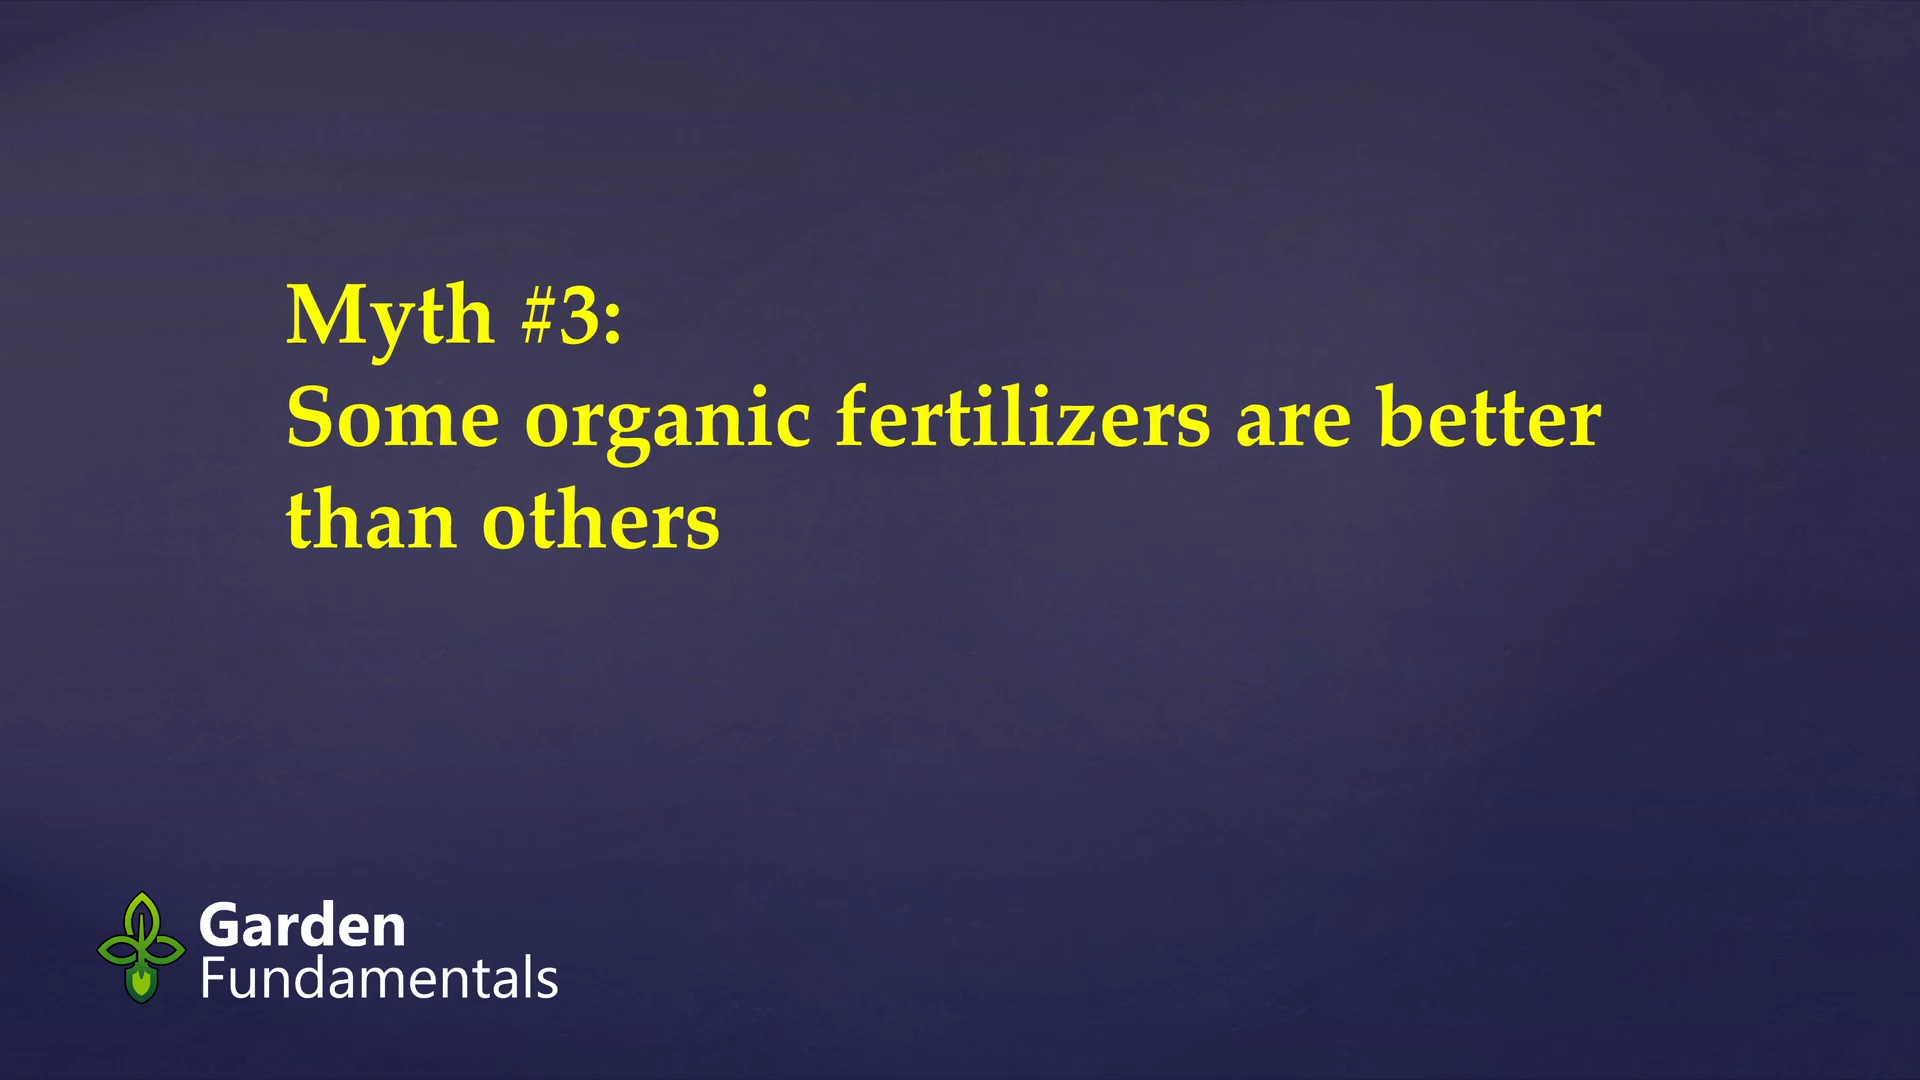 Myth #3:
Some organic fertilizers are better
than others
Garden
Fundamentals